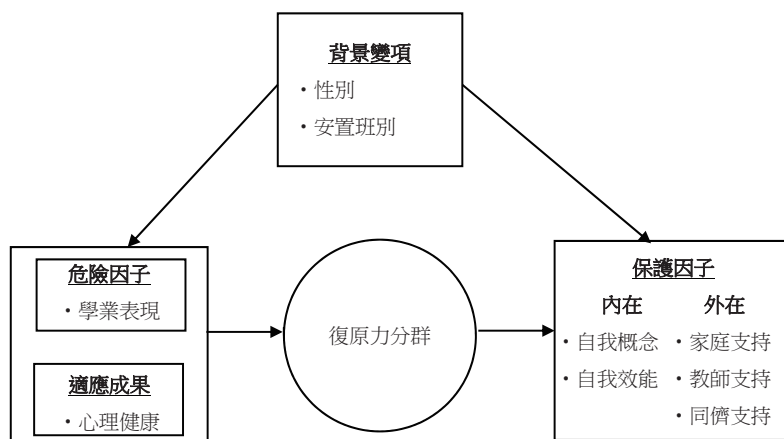 背景變項
・性別
・安置班別
危險因子
・學業表現
適應成果
・心理健康
復原力分群
保護因子
內在 外在
・自我概念 ・家庭支持
・自我效能 ・教師支持
・同儕支持